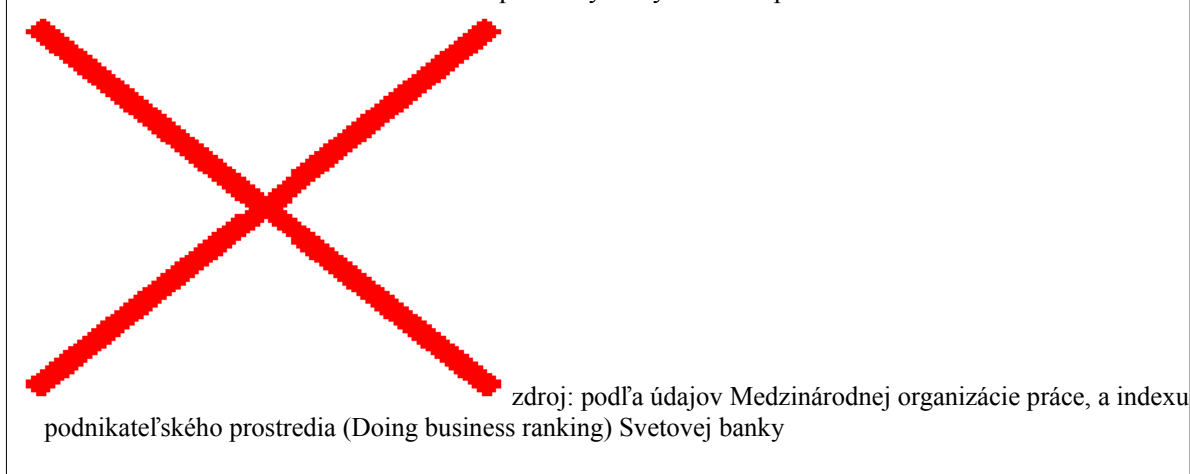 zdroj: podľa údajov Medzinárodnej organizácie práce, a indexu
podnikateľského prostredia (Doing business ranking) Svetovej banky